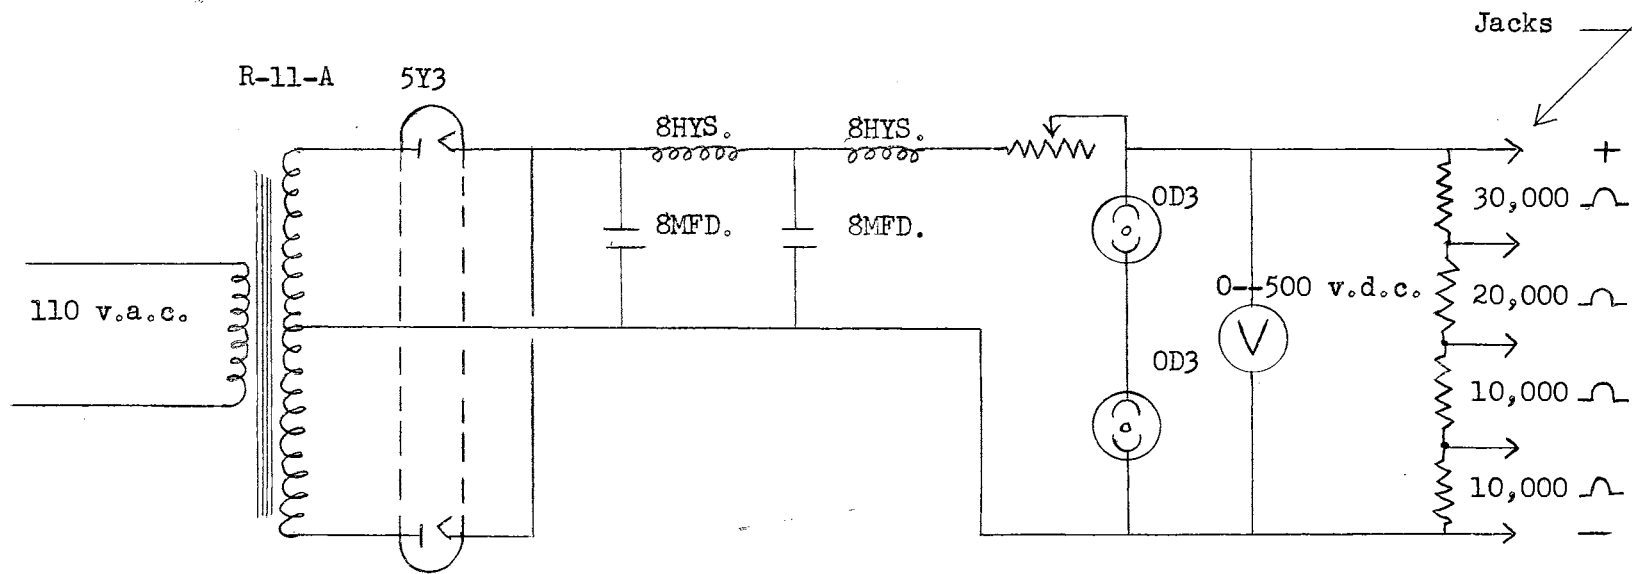 Jacks
R-11-A
5Y3
8HYS.
8HYS.
+
OD3
30,000
8MFD.
8MFD.
0--500 v.d.c.
20,000
110 v.a.c.
V
OD3
10,000
10,000
—